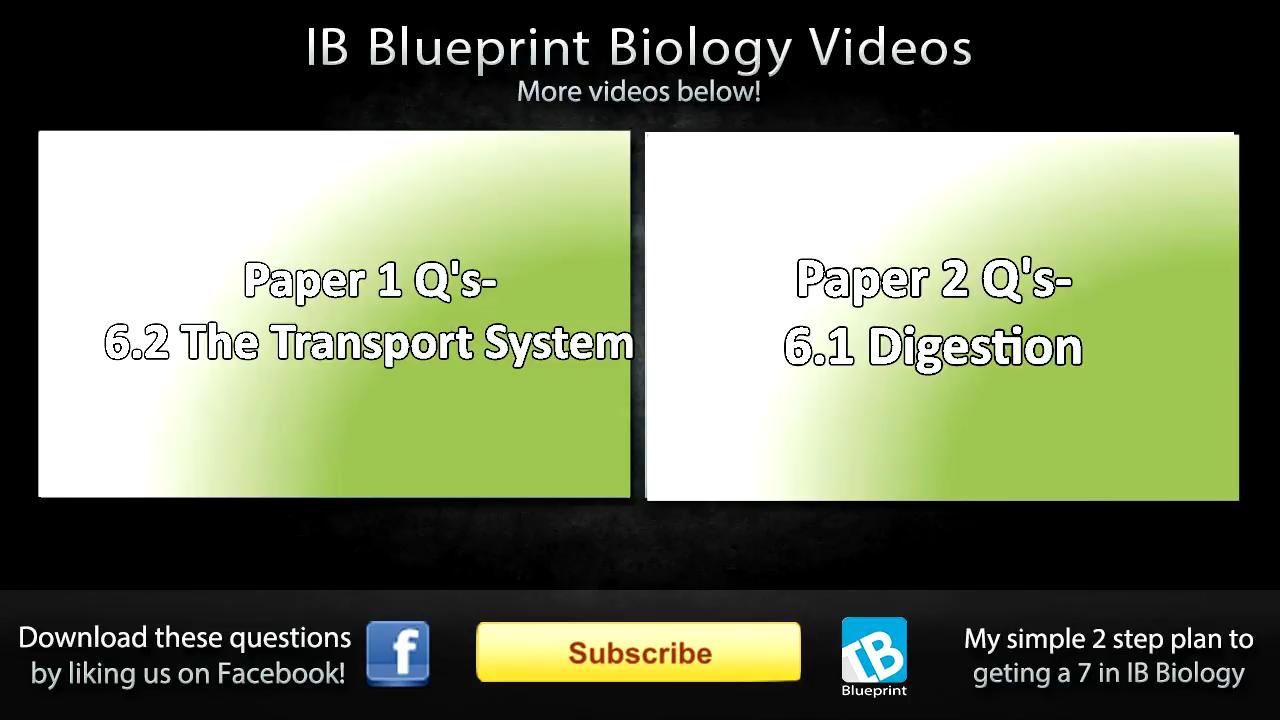 IB Blueprint Biology Videos
More videos below!
Paper 1 Q's-
6.2 The Transport System
Paper 2 Q's-
6.1 Digestion
Download these questions
by liking us on Facebook!
f
Subscribe
IB
Blueprint
My simple 2 step plan to
geting a 7 in IB Biology